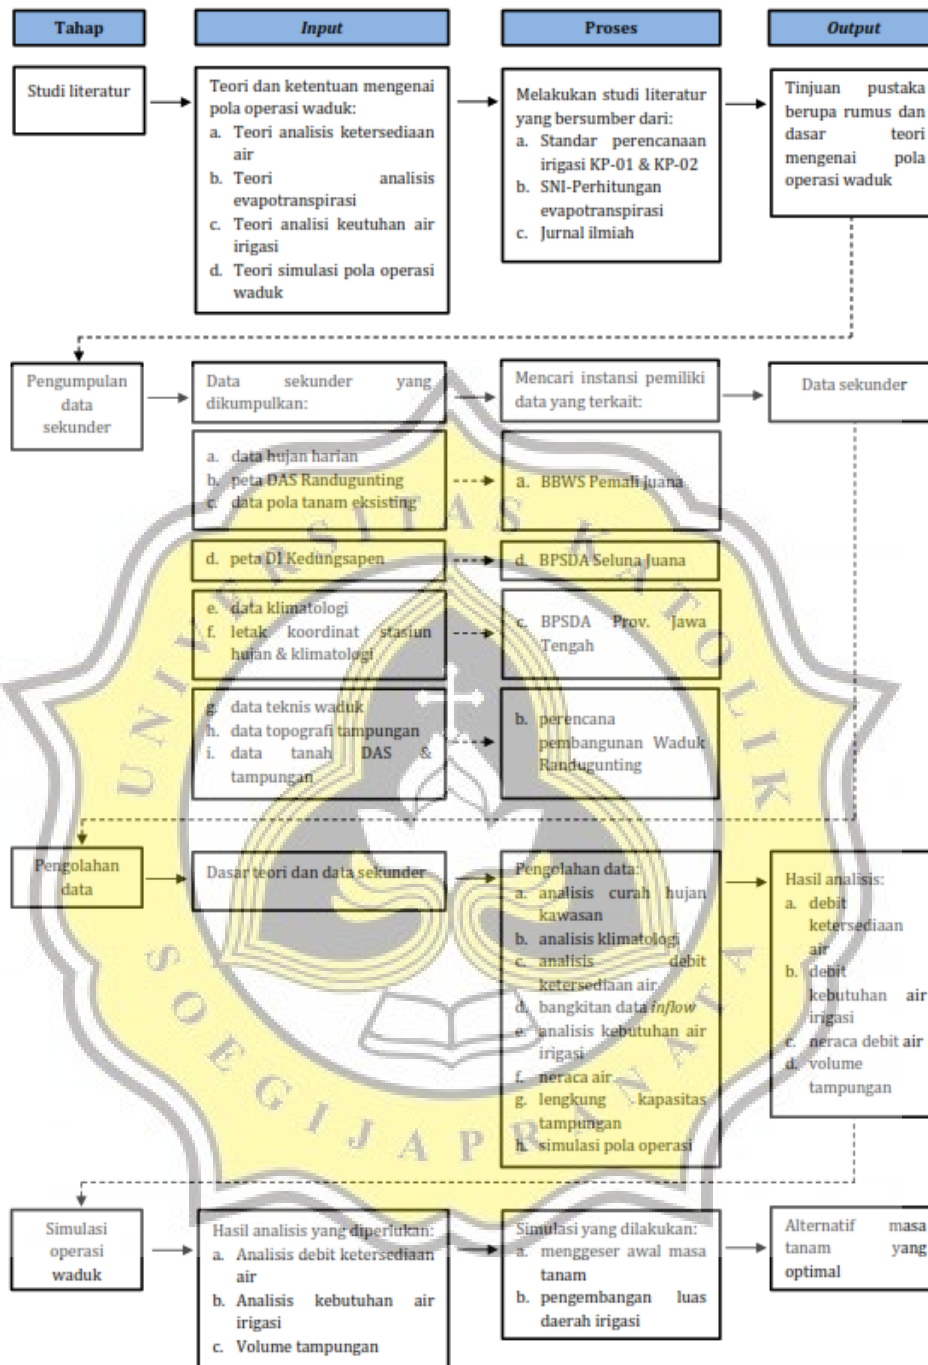 Tahap
Input
Proses
Output
Studi literatur
Teori dan ketentuan mengenai
pola operasi waduk:
a. Teori analisis ketersediaan
air
b. Teori analisis
evapotranspirasi
c. Teori analisi keutuhan air
irigasi
d. Teori simulasi pola operasi
waduk
Melakukan studi literatur
yang bersumber dari:
a. Standar perencanaan
irigasi KP-01 & KP-02
b. SNI-Perhitungan
evapotranspirasi
c. Jurnal ilmiah
Tinjuan pustaka
berupa rumus dan
dasar teori
mengenai pola
operasi waduk
Pengumpulan
data
sekunder
Data sekunder yang
dikumpulkan:
Mencari instansi pemiliki
data yang terkait:
Data sekunder
a. data hujan harian
b. peta DAS Randugunting
c. data pola tanam eksisting
a. BBWS Pemali Juana
d. peta DI Kedungsapen
d. BPSDA Seluna Juana
e. data klimatologi
f. letak koordinat stasiun
hujan & klimatologi
c. BPSDA Prov. Jawa
Tengah
g. data teknis waduk
h. data topografi tampungan
i. data tanah DAS &
tampungan
b. perencana
pembangunan Waduk
Randugunting
Pengolahan
data
Dasar teori dan data sekunder
Pengolahan data:
a. analisis curah hujan
kawasan
b. analisis klimatologi
c. analisis debit
ketersediaan air
d. bangkitan data inflow
e. analisis kebutuhan air
irigasi
f. neraca air
g. lengkung kapasitas
tampungan
h. simulasi pola operasi
Hasil analisis:
a. debit
ketersediaan
air
b. debit
kebutuhan air
irigasi
c. neraca debit air
d. volume
tampungan
Simulasi
operasi
waduk
Hasil analisis yang diperlukan:
a. Analisis debit ketersediaan
air
b. Analisis kebutuhan air
irigasi
c. Volume tampungan
Simulasi yang dilakukan:
a. menggeser awal masa
tanam
b. pengembangan luas
daerah irigasi
Alternatif masa
tanam yang
optimal
UNIVERSITAS KATOLIK
SOEGIJAPRANATA